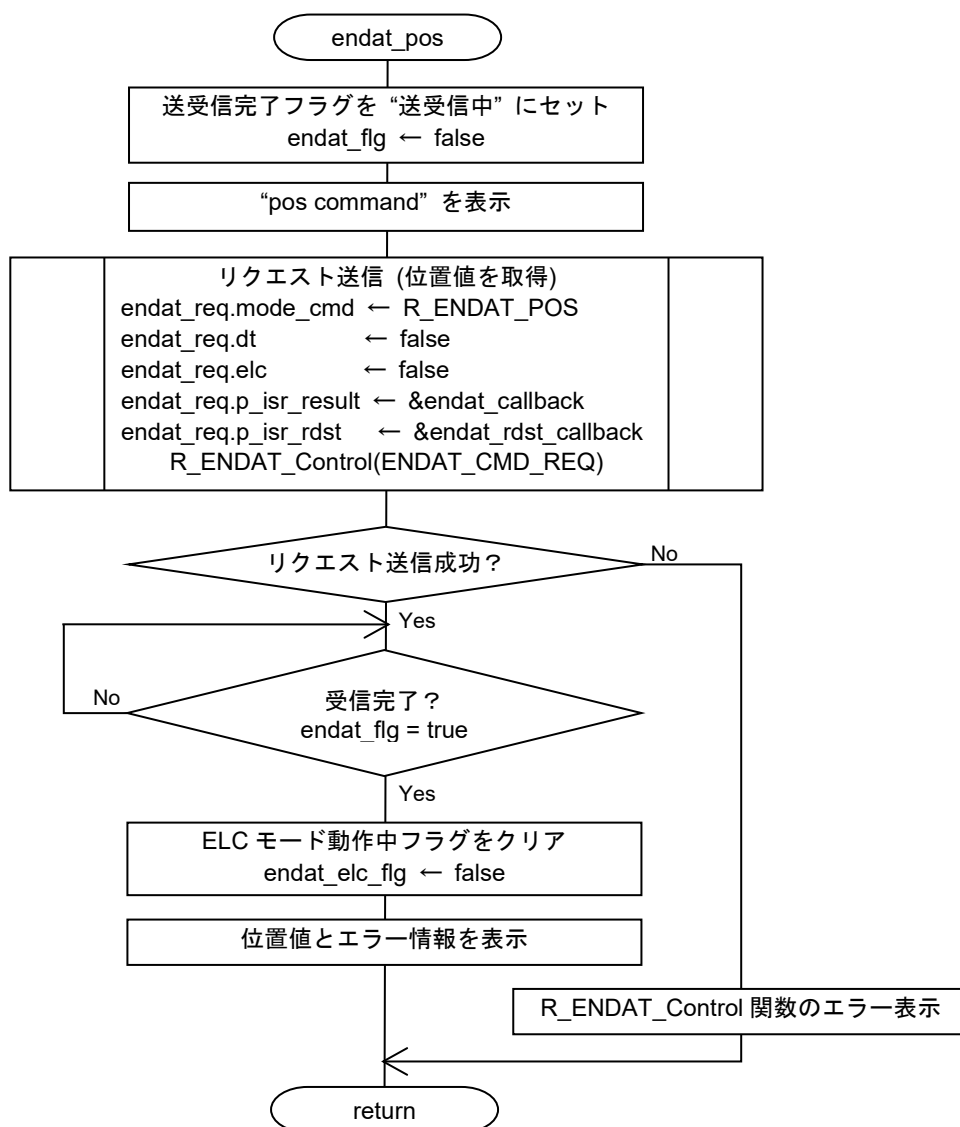 endat_pos
送受信完了フラグを “送受信中” にセット
endat_flg ← false
“pos command” を表示
リクエスト送信 (位置値を取得)
endat_req.mode_cmd ← R_ENDAT_POS
endat_req.dt ← false
endat_req.elc ← false
endat_req.p_isr_result ← &endat_callback
endat_req.p_isr_rdst ← &endat_rdst_callback
R_ENDAT_Control(ENDAT_CMD_REQ)
リクエスト送信成功？
No
Yes
No
受信完了？
endat_flg = true
Yes
ELC モード動作中フラグをクリア
endat_elc_flg ← false
位置値とエラー情報を表示
R_ENDAT_Control 関数のエラー表示
return